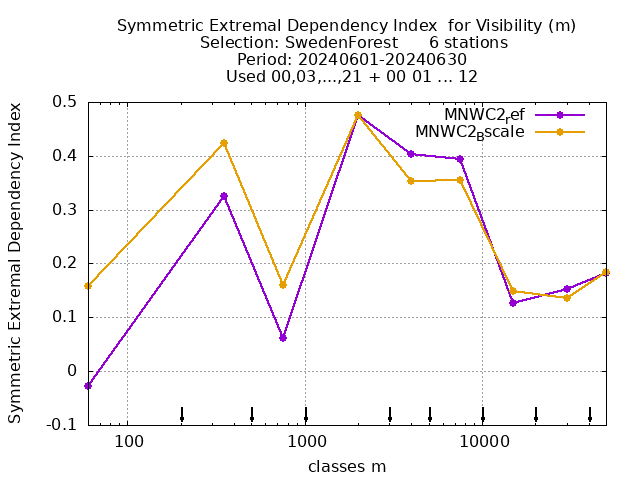 Symmetric Extremal Dependency Index  for Visibility (m)
Selection: SwedenForest      6 stations
Period: 20240601-20240630
Used 00,03,...,21 + 00 01 ... 12
Symmetric Extremal Dependency Index
0.5
0.4
0.3
0.2
0.1
0
-0.1
MNWC2ref
MNWC2Bscale
100
1000
10000
classes m